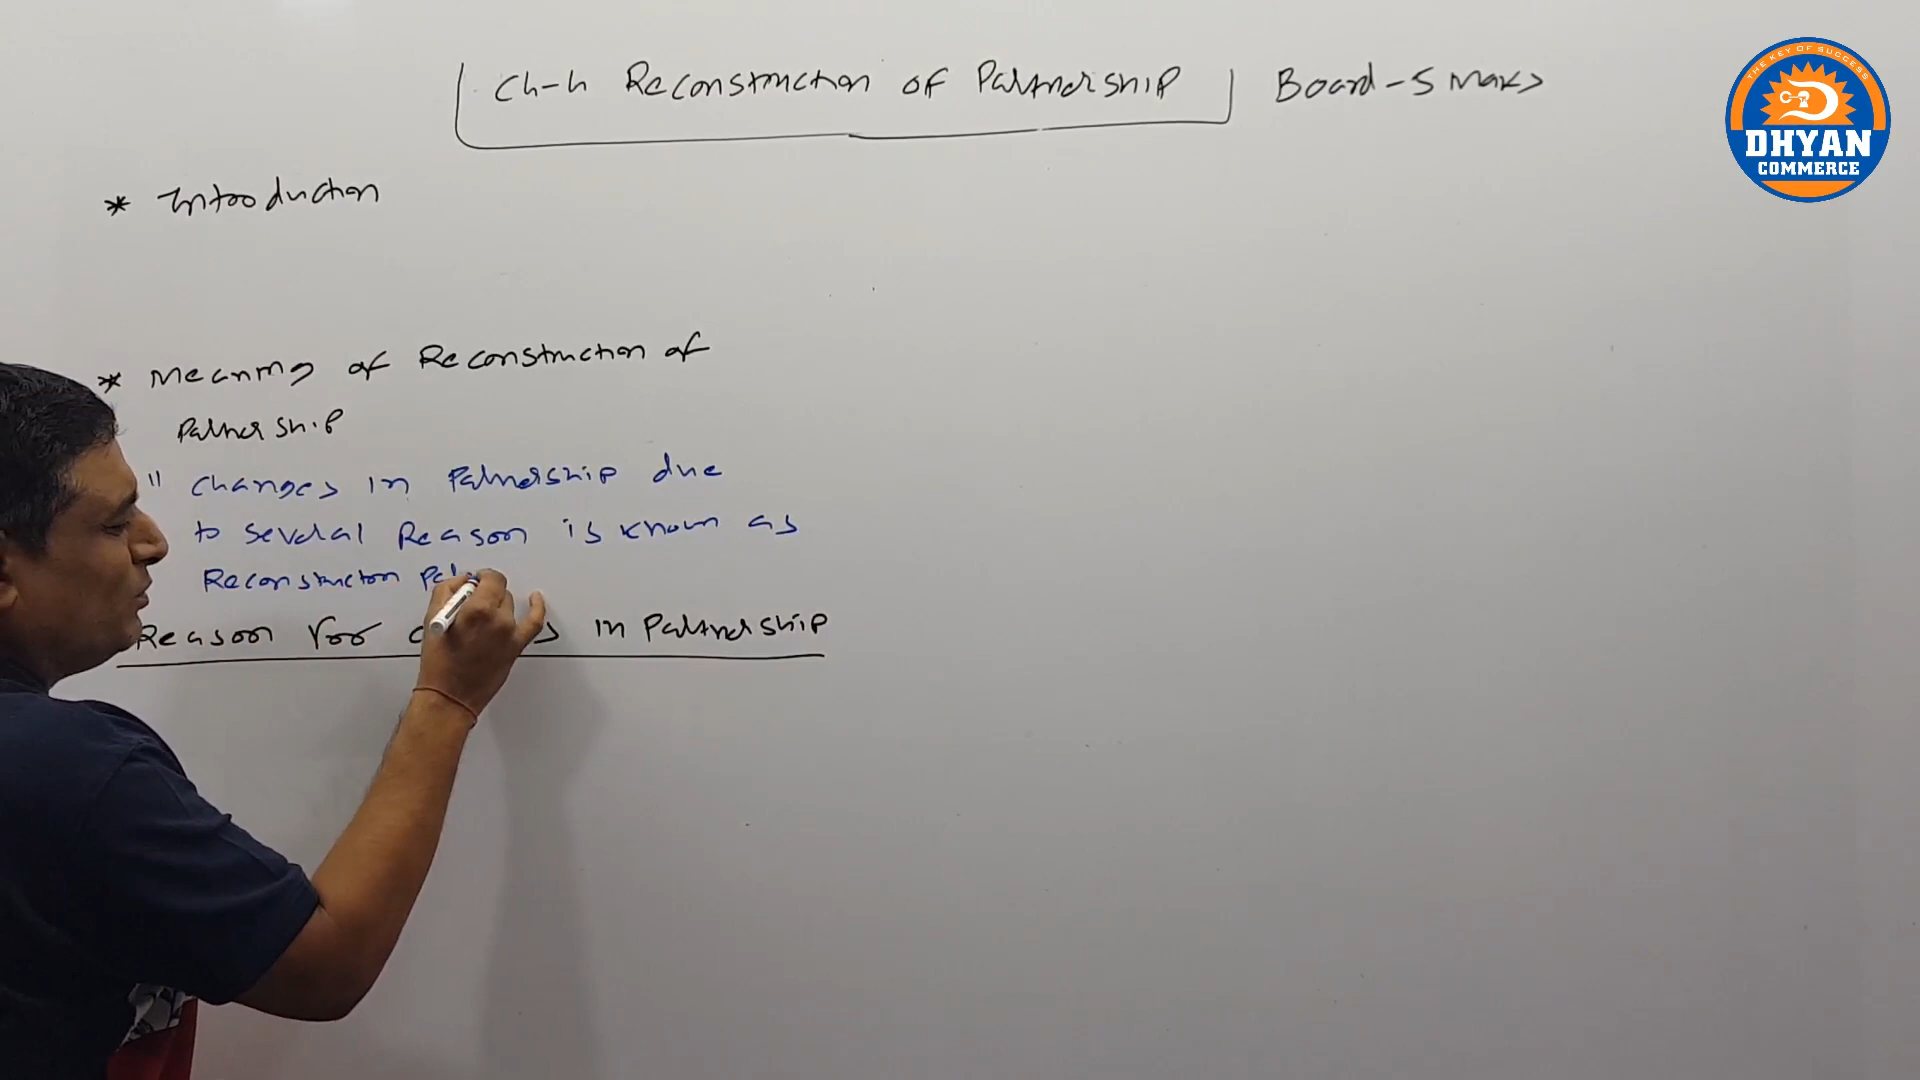 Ch-4 Reconstruction of Partnership Board-5 Marks
THE KEY OF SUCCESS
DHYAN
COMMERCE
* Introduction
* Meaning of Reconstruction of
Partnership
" Changes in Partnership due
to several Reason is known as
Reconstructon
Reason for in Partnership